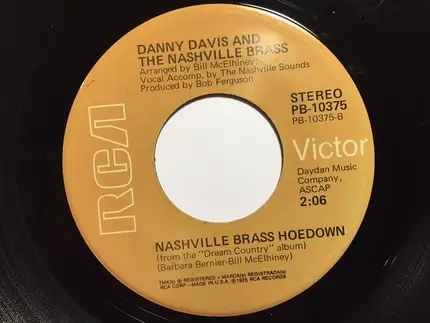 DANNY DAVIS AND
THE NASHVILLE BRASS
Arranged by Bill McElhiney;
Vocal Accomp. by The Nashville Sounds
Produced by Bob Ferguson
STEREO
PB-10375
PB-10375-B
RCA
Victor
Daydan Music
Company,
ASCAP
2:06
NASHVILLE BRASS HOEDOWN
(from the "Dream Country" album)
(Barbara Bernier-Bill McElhiney)
TMK(s) ® REGISTERED • MARCA(s) REGISTRADA(s)
RCA CORP.—MADE IN U.S.A. ℗ 1975 RCA RECORDS